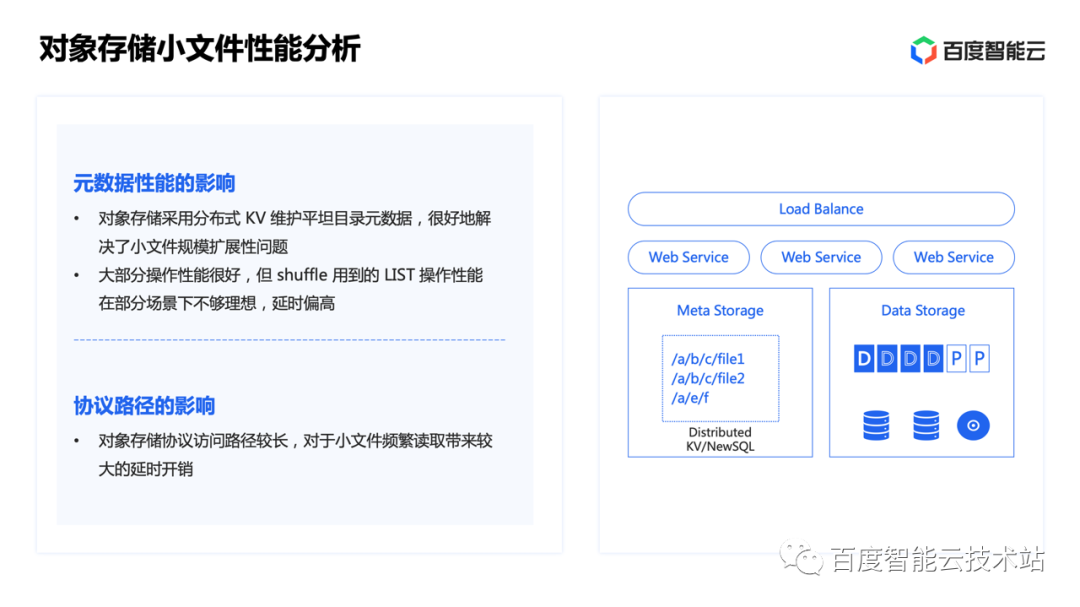 对象存储小文件性能分析
百度智能云
元数据性能的影响
• 对象存储采用分布式 KV 维护平坦目录元数据，很好地解
决了小文件规模扩展性问题
• 大部分操作性能很好，但 shuffle 用到的 LIST 操作性能
在部分场景下不够理想，延时偏高
协议路径的影响
• 对象存储协议访问路径较长，对于小文件频繁读取带来较
大的延时开销
Load Balance
Web Service Web Service Web Service
Meta Storage
/a/b/c/file1
/a/b/c/file2
/a/e/f
Distributed
KV/NewSQL
Data Storage
D D D D P P
百度智能云技术站